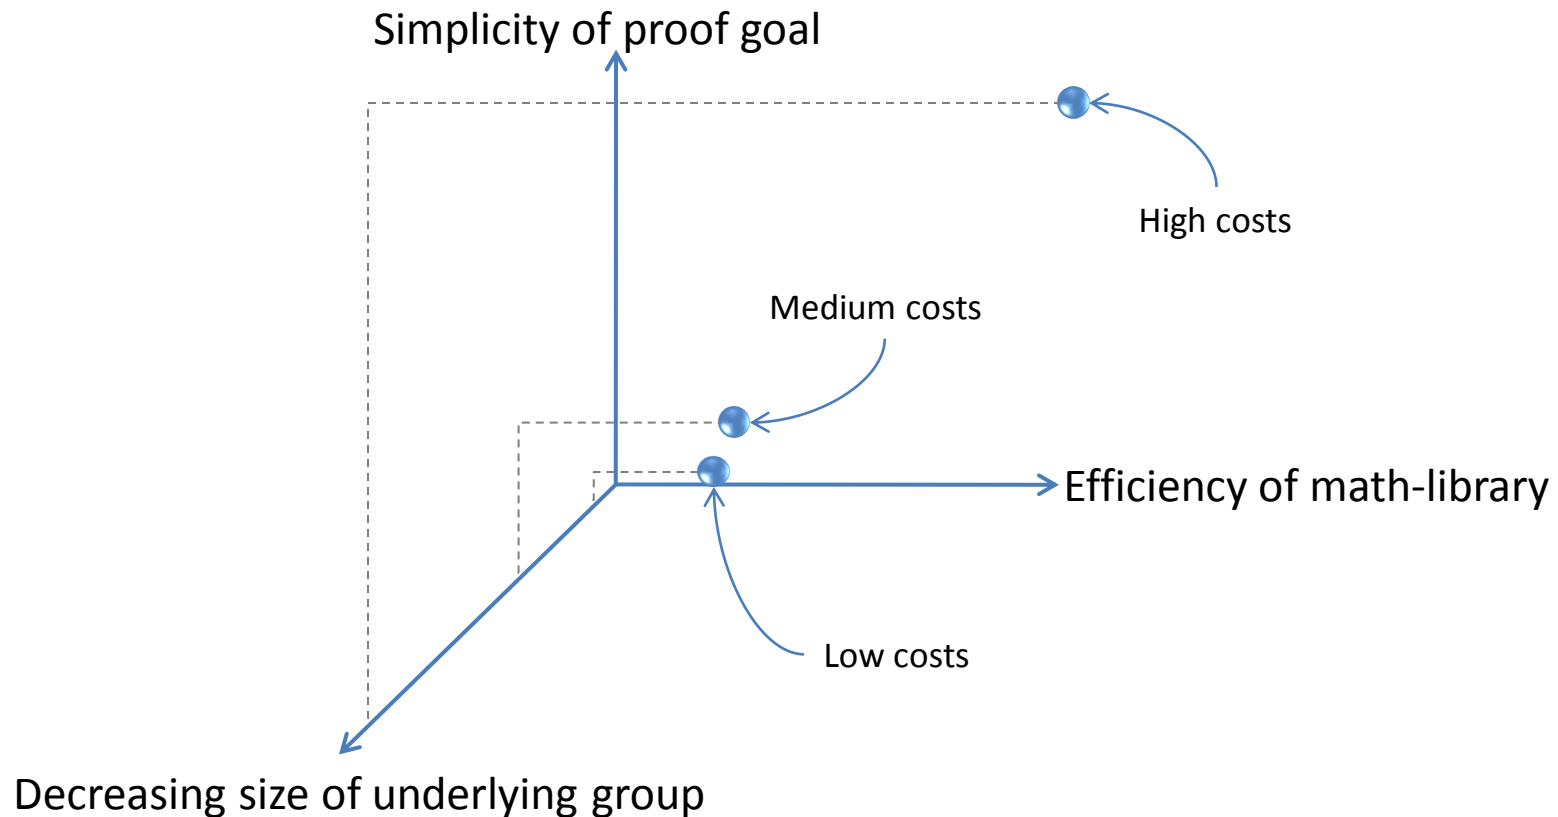 Simplicity of proof goal
High costs
Medium costs
Efficiency of math-library
Low costs
Decreasing size of underlying group